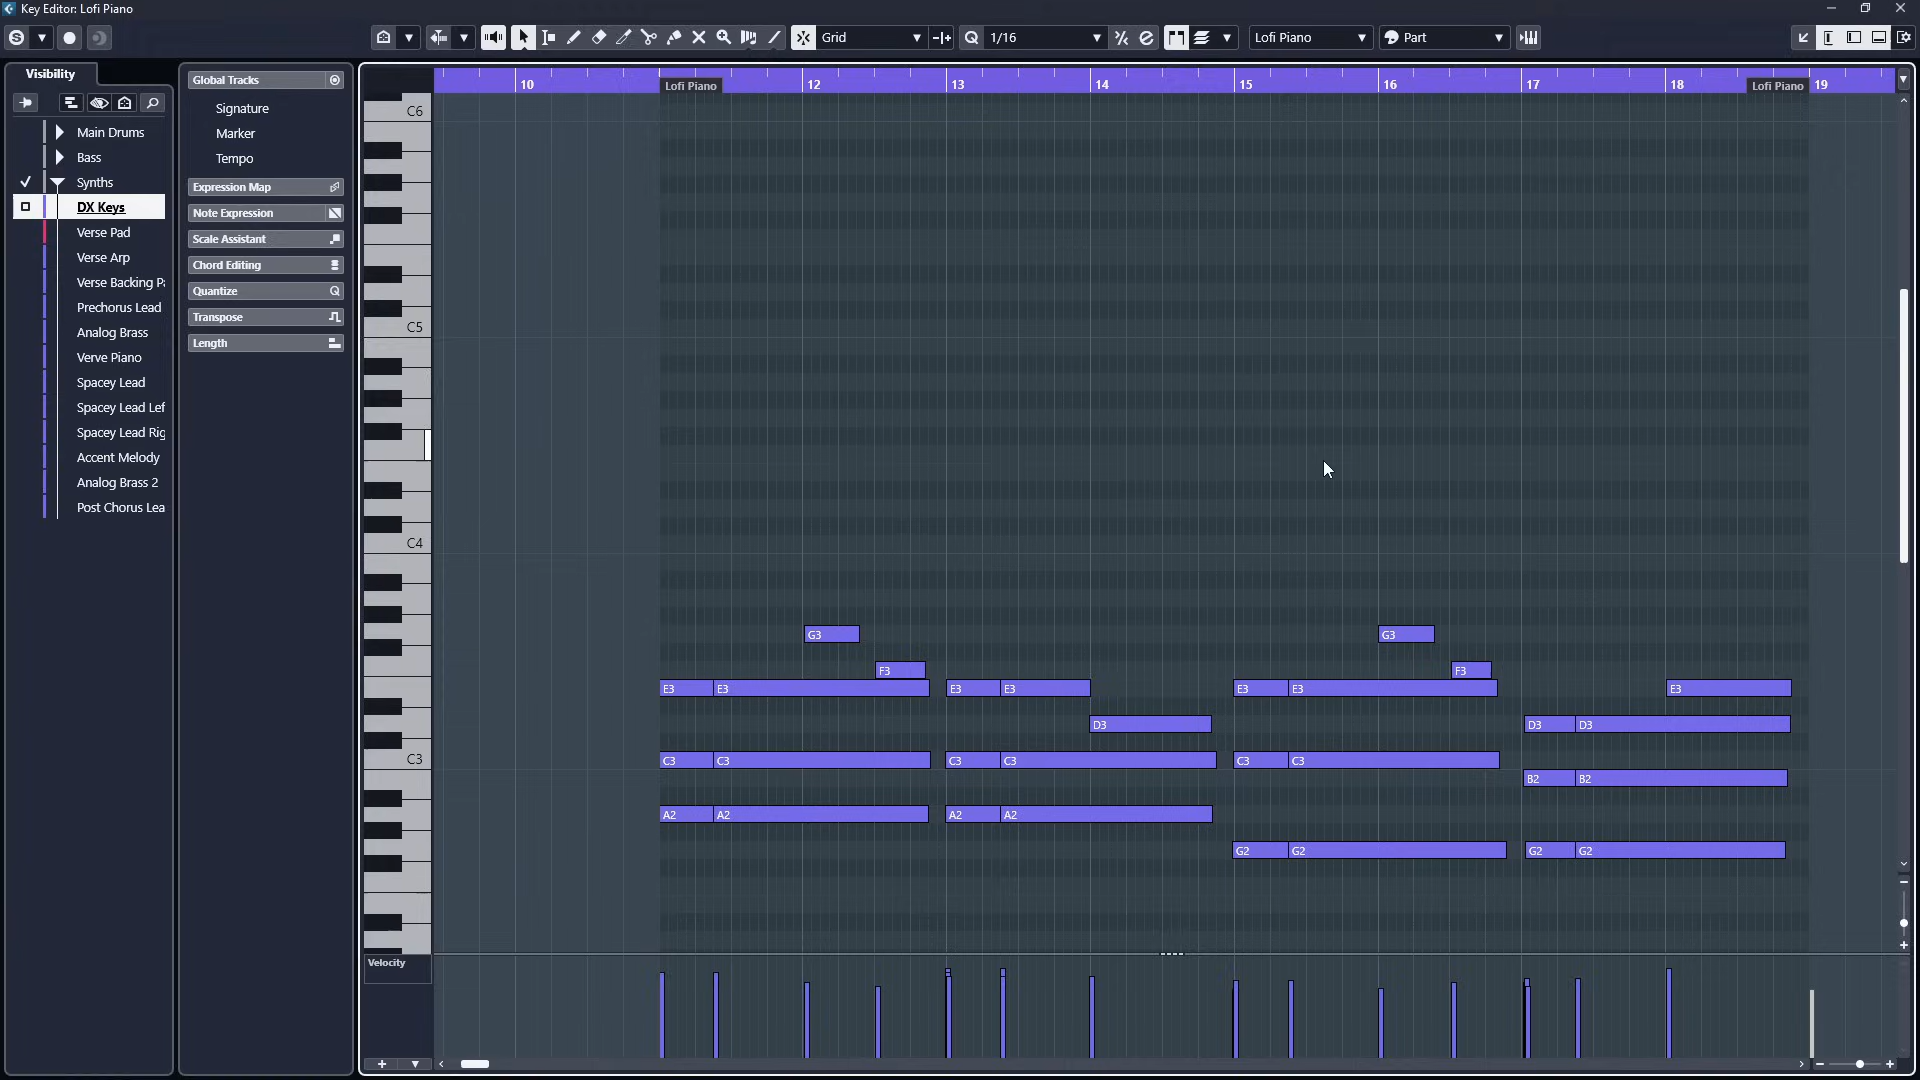 Key Editor: Lofi Piano
Grid
1/16
Lofi Piano
Part
Visibility
Main Drums
Bass
Synths
DX Keys
Verse Pad
Verse Arp
Verse Backing Pa
Prechorus Lead
Analog Brass
Verve Piano
Spacey Lead
Spacey Lead Lef
Spacey Lead Rig
Accent Melody
Analog Brass 2
Post Chorus Lea
Global Tracks
Signature
Marker
Tempo
Expression Map
Note Expression
Scale Assistant
Chord Editing
Quantize
Transpose
Length
10 Lofi Piano 12 13 14 15 16 17 18 Lofi Piano 19
C6
C5
C4
G3 G3
F3 F3
E3 E3 E3 E3 E3 E3 E3
D3 D3 D3
C3 C3 C3 C3 C3 C3 C3
B2 B2
A2 A2 A2 A2
G2 G2 G2 G2
Velocity